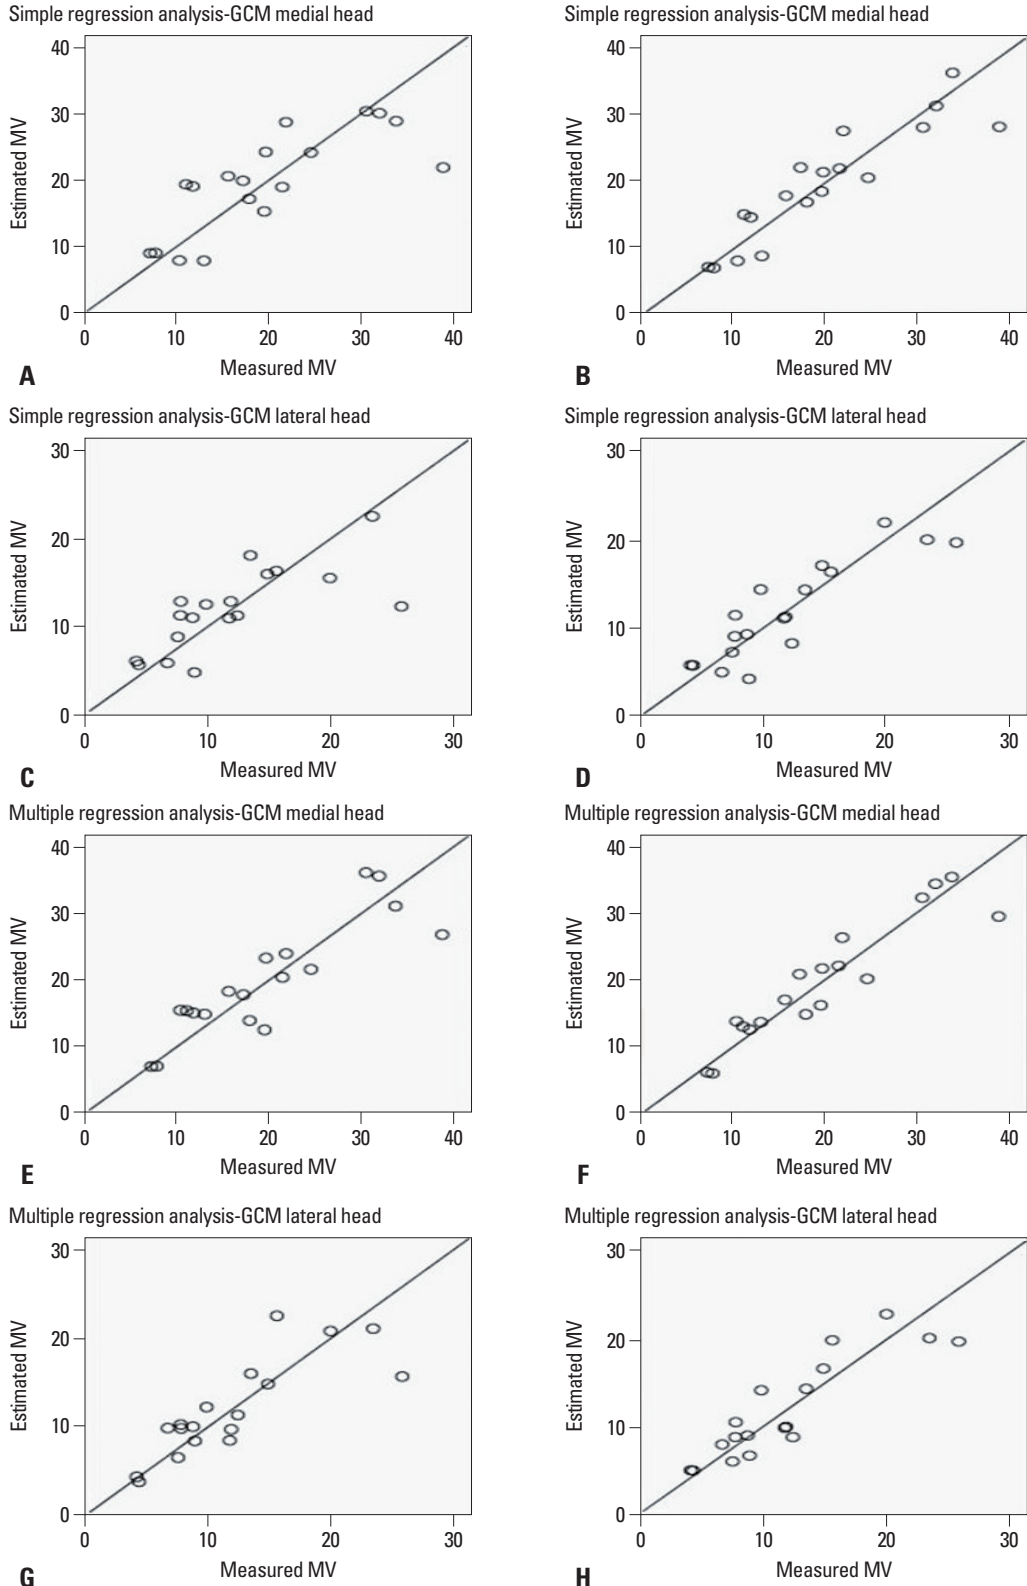 Simple regression analysis-GCM medial head
Estimated MV
40
30
20
10
0
0 10 20 30 40
Measured MV
A
Simple regression analysis-GCM medial head
Estimated MV
40
30
20
10
0
0 10 20 30 40
Measured MV
B
Simple regression analysis-GCM lateral head
Estimated MV
30
20
10
0
0 10 20 30
Measured MV
C
Simple regression analysis-GCM lateral head
Estimated MV
30
20
10
0
0 10 20 30
Measured MV
D
Multiple regression analysis-GCM medial head
Estimated MV
40
30
20
10
0
0 10 20 30 40
Measured MV
E
Multiple regression analysis-GCM medial head
Estimated MV
40
30
20
10
0
0 10 20 30 40
Measured MV
F
Multiple regression analysis-GCM lateral head
Estimated MV
30
20
10
0
0 10 20 30
Measured MV
G
Multiple regression analysis-GCM lateral head
Estimated MV
30
20
10
0
0 10 20 30
Measured MV
H